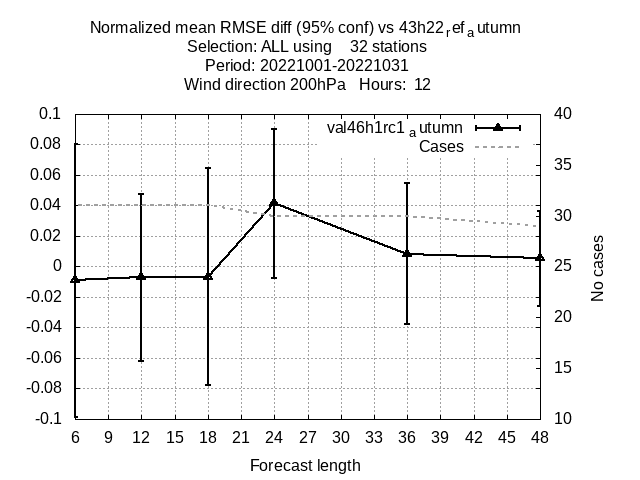 Normalized mean RMSE diff (95% conf) vs 43h22refautumn
Selection: ALL using 32 stations
Period: 20221001-20221031
Wind direction 200hPa Hours: 12
0.1
0.08
0.06
0.04
0.02
0
-0.02
-0.04
-0.06
-0.08
-0.1
val46h1rc1autumn
Cases
40
35
30
25
20
15
10
No cases
6 9 12 15 18 21 24 27 30 33 36 39 42 45 48
Forecast length